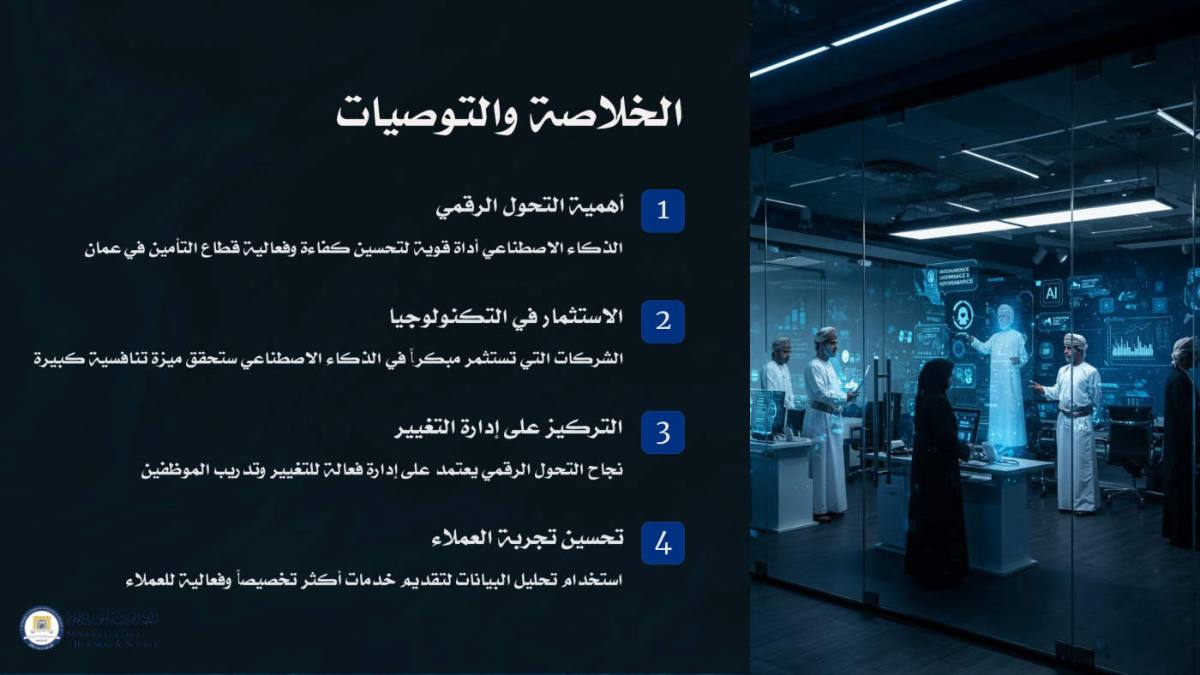 الخلاصة والتوصيات
1
أهمية التحول الرقمي
الذكاء الاصطناعي أداة قوية لتحسين كفاءة وفعالية قطاع التأمين في عمان
2
الاستثمار في التكنولوجيا
الشركات التي تستثمر مبكراً في الذكاء الاصطناعي ستحقق ميزة تنافسية كبيرة
3
التركيز على إدارة التغيير
نجاح التحول الرقمي يعتمد على إدارة فعالة للتغيير وتدريب الموظفين
4
تحسين تجربة العملاء
استخدام تحليل البيانات لتقديم خدمات أكثر تخصيصاً وفعالية للعملاء
AI